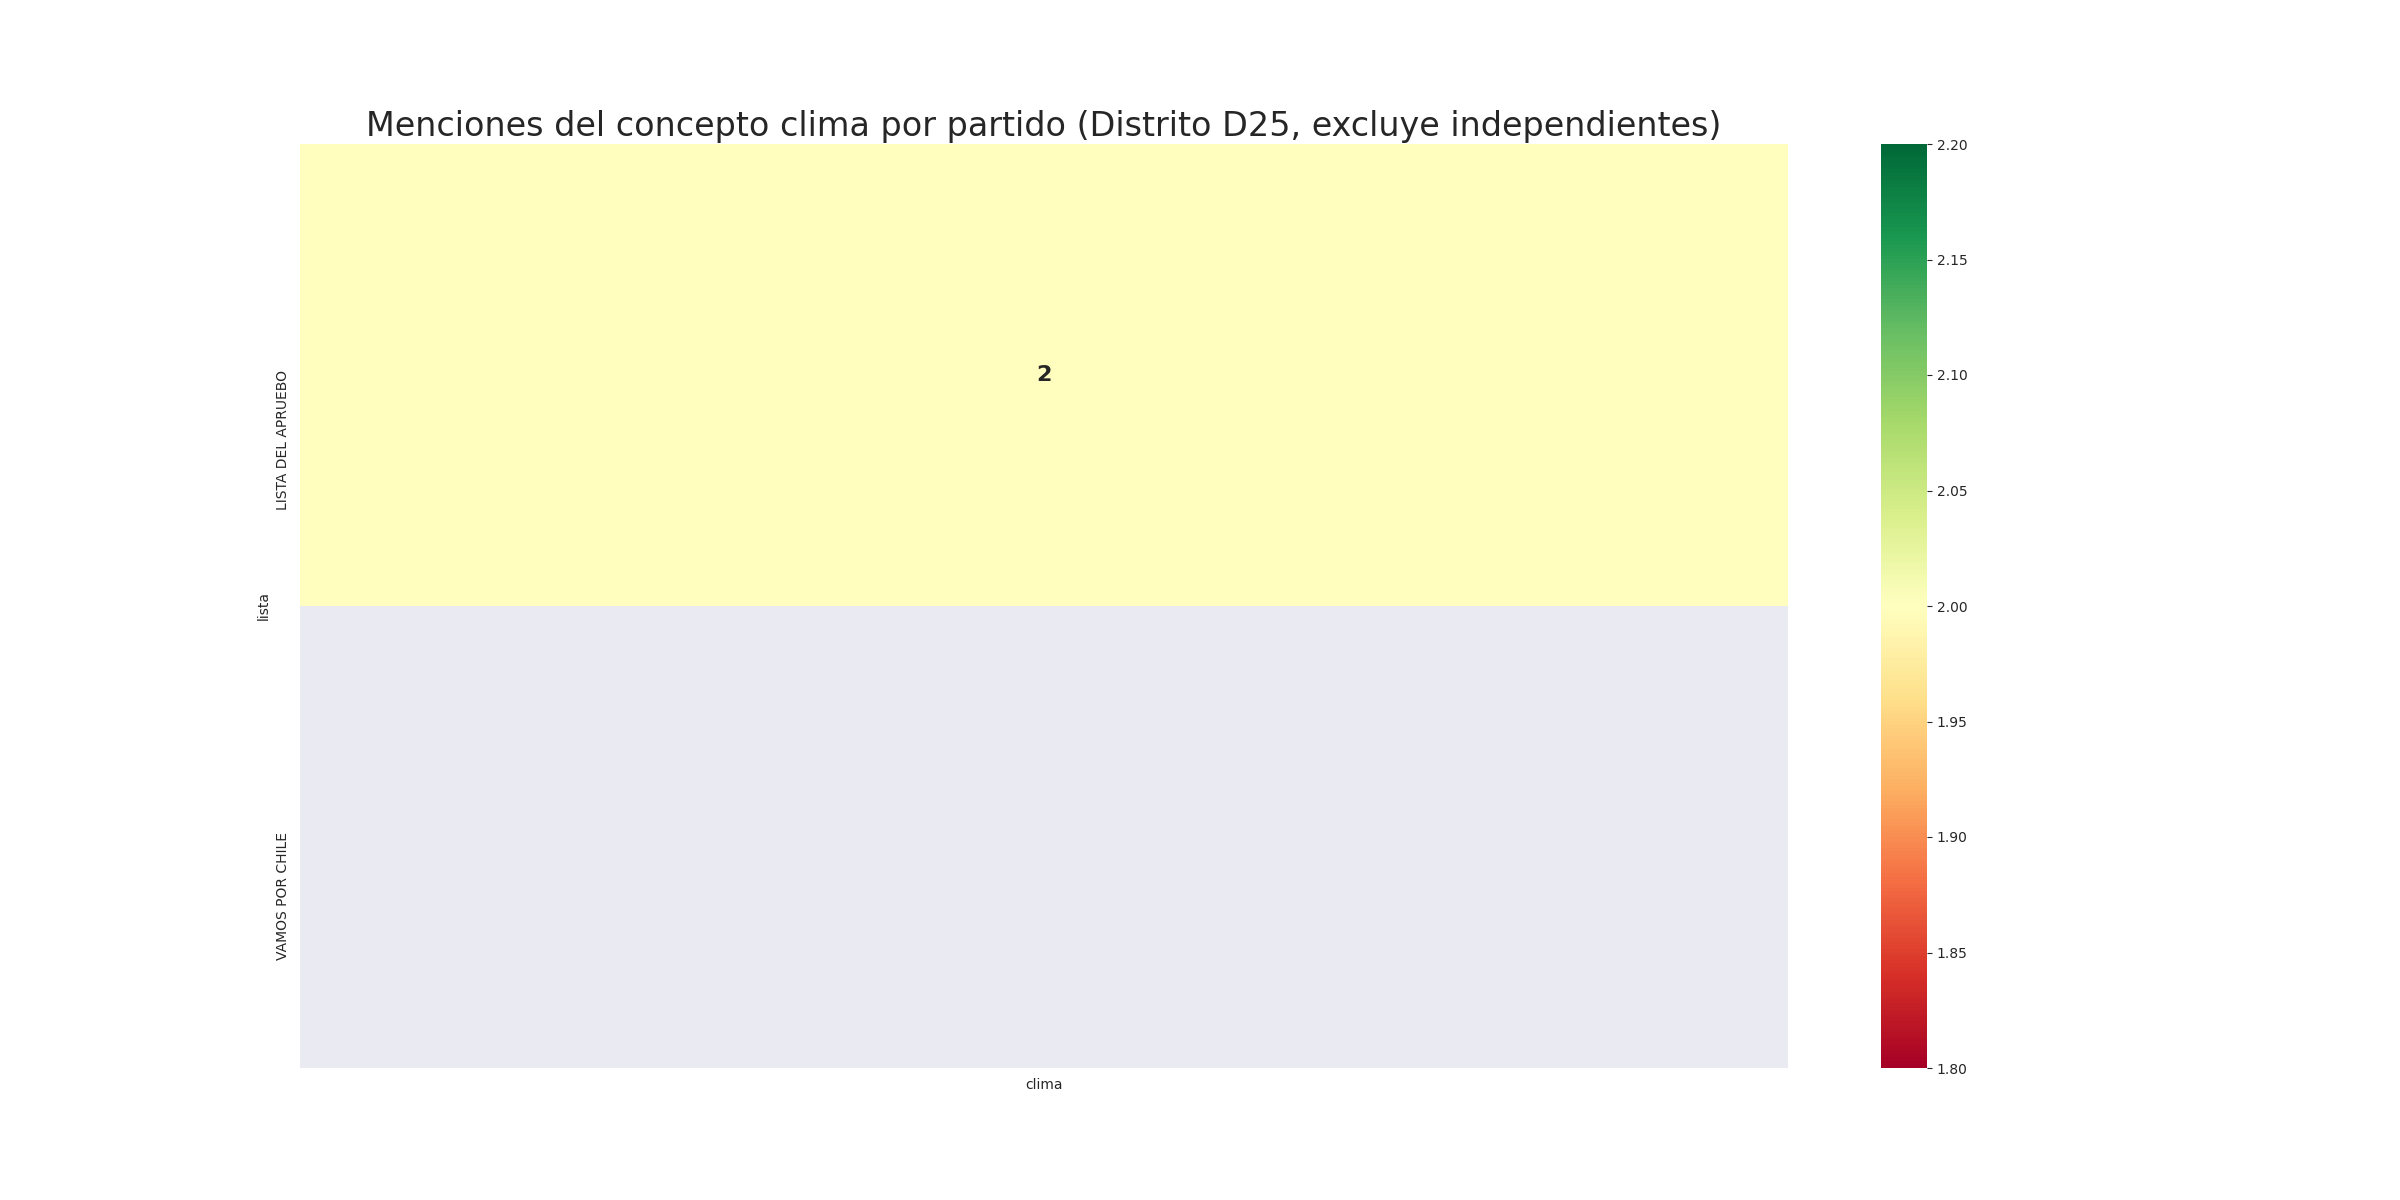 Menciones del concepto clima por partido (Distrito D25, excluye independientes)
lista
LISTA DEL APRUEBO
VAMOS POR CHILE
2
clima
2.20
2.15
2.10
2.05
2.00
1.95
1.90
1.85
1.80